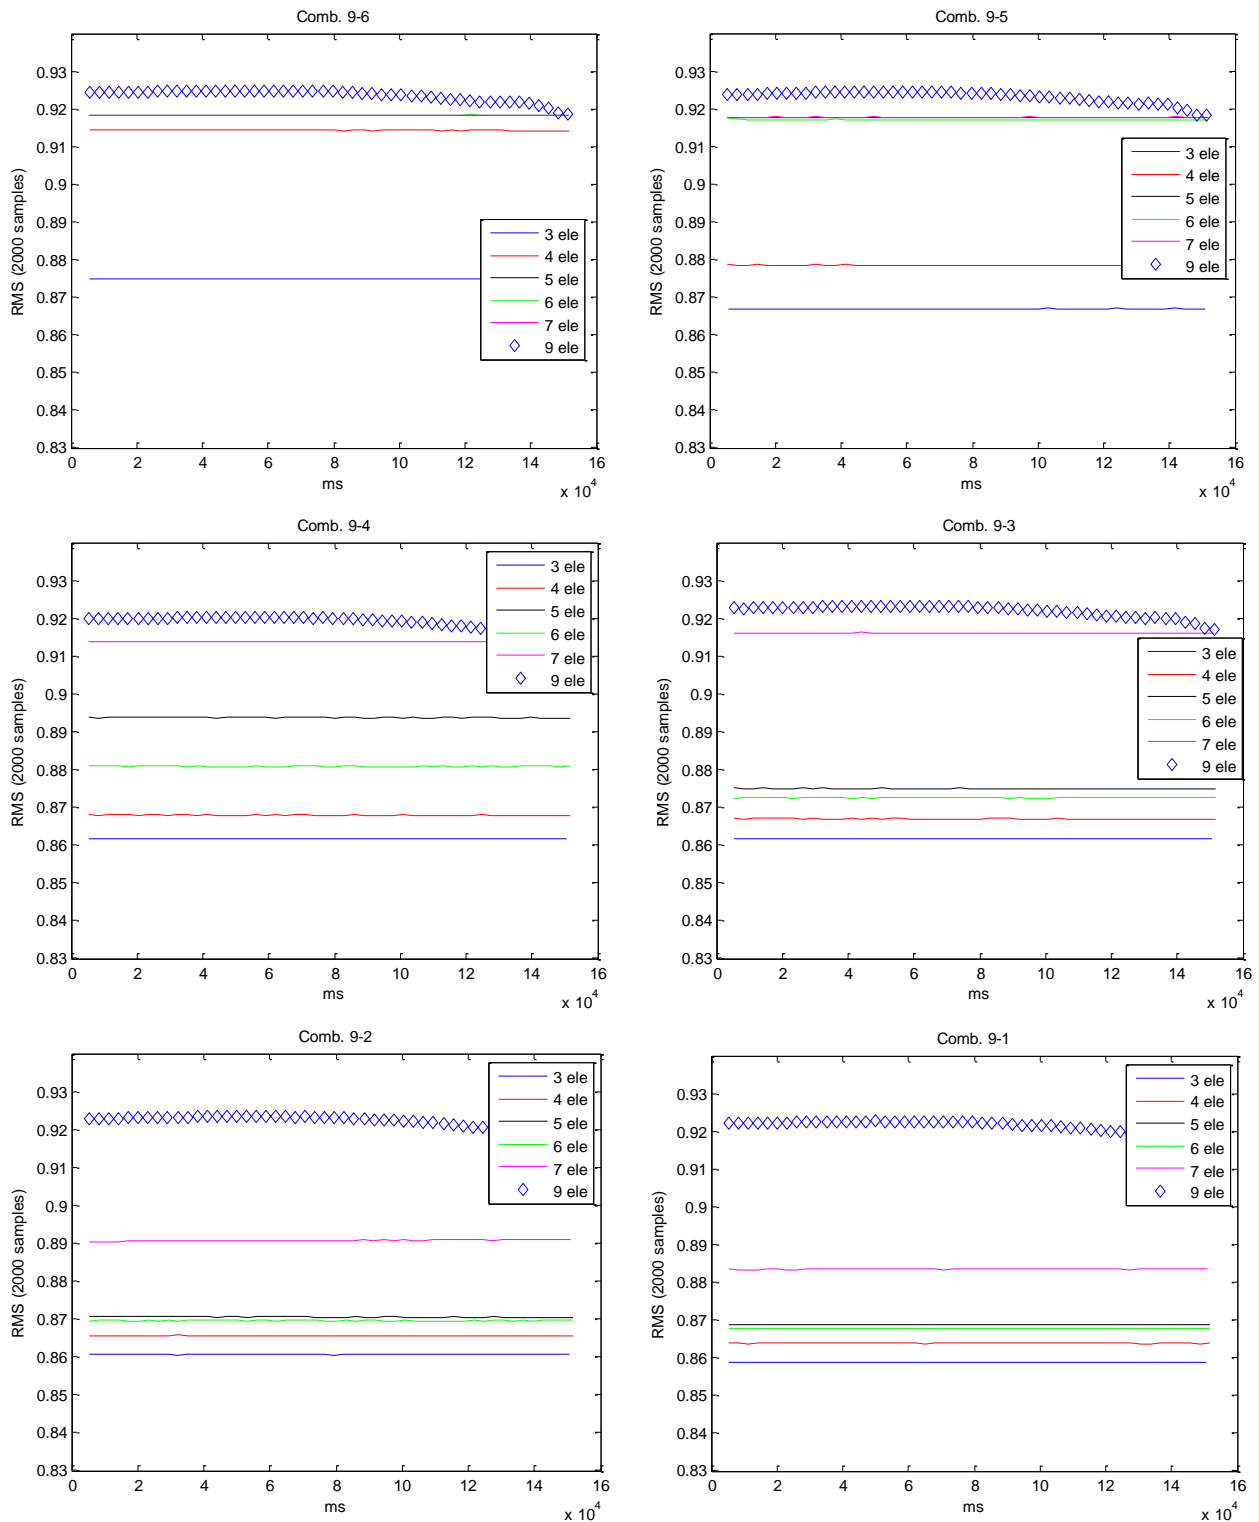 Comb. 9-6
0.93
0.92
0.91
0.9
0.89
0.88
0.87
0.86
0.85
0.84
0.83
RMS (2000 samples)
3 ele
4 ele
5 ele
6 ele
7 ele
9 ele
0 2 4 6 8 10 12 14 16
ms
x 10^4
Comb. 9-5
0.93
0.92
0.91
0.9
0.89
0.88
0.87
0.86
0.85
0.84
0.83
RMS (2000 samples)
3 ele
4 ele
5 ele
6 ele
7 ele
9 ele
0 2 4 6 8 10 12 14 16
ms
x 10^4
Comb. 9-4
0.93
0.92
0.91
0.9
0.89
0.88
0.87
0.86
0.85
0.84
0.83
RMS (2000 samples)
3 ele
4 ele
5 ele
6 ele
7 ele
9 ele
0 2 4 6 8 10 12 14 16
ms
x 10^4
Comb. 9-3
0.93
0.92
0.91
0.9
0.89
0.88
0.87
0.86
0.85
0.84
0.83
RMS (2000 samples)
3 ele
4 ele
5 ele
6 ele
7 ele
9 ele
0 2 4 6 8 10 12 14 16
ms
x 10^4
Comb. 9-2
0.93
0.92
0.91
0.9
0.89
0.88
0.87
0.86
0.85
0.84
0.83
RMS (2000 samples)
3 ele
4 ele
5 ele
6 ele
7 ele
9 ele
0 2 4 6 8 10 12 14 16
ms
x 10^4
Comb. 9-1
0.93
0.92
0.91
0.9
0.89
0.88
0.87
0.86
0.85
0.84
0.83
RMS (2000 samples)
3 ele
4 ele
5 ele
6 ele
7 ele
9 ele
0 2 4 6 8 10 12 14 16
ms
x 10^4